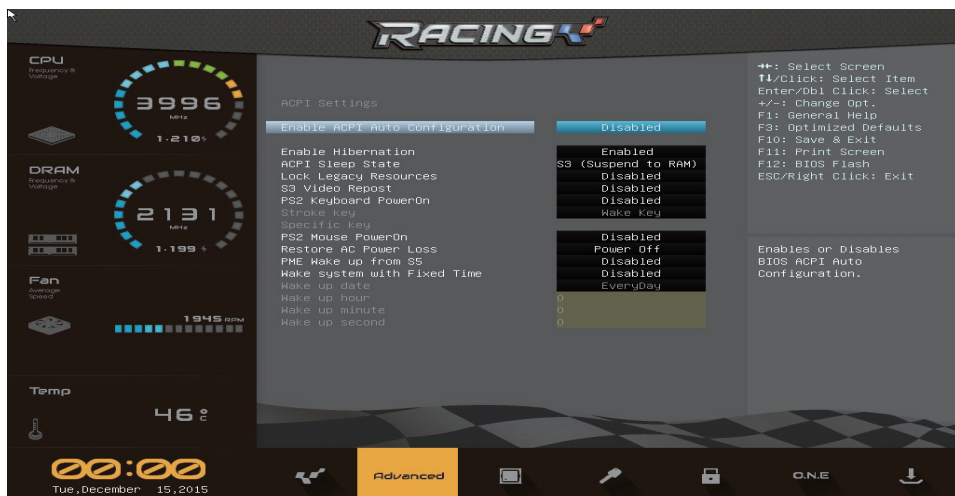 RACING
CPU
Frequency &
Voltage
3996
MHz
1.210v
DRAM
Frequency &
Voltage
2131
MHz
1.199 v
Fan
Average
Speed
1945 RPM
Temp
46 °C
00:00
Tue,December 15,2015
ACPI Settings
Enable ACPI Auto Configuration Disabled
Enable Hibernation Enabled
ACPI Sleep State S3 (Suspend to RAM)
Lock Legacy Resources Disabled
S3 Video Repost Disabled
PS2 Keyboard PowerOn Disabled
Stroke key Wake Key
Specific key
PS2 Mouse PowerOn Disabled
Restore AC Power Loss Power Off
PME Wake up from S5 Disabled
Wake system with Fixed Time Disabled
Wake up date EveryDay
Wake up hour 0
Wake up minute 0
Wake up second 0
→←: Select Screen
↑↓/Click: Select Item
Enter/Dbl Click: Select
+/-: Change Opt.
F1: General Help
F3: Optimized Defaults
F10: Save & Exit
F11: Print Screen
F12: BIOS Flash
ESC/Right Click: Exit
Enables or Disables
BIOS ACPI Auto
Configuration.
Advanced
O.N.E